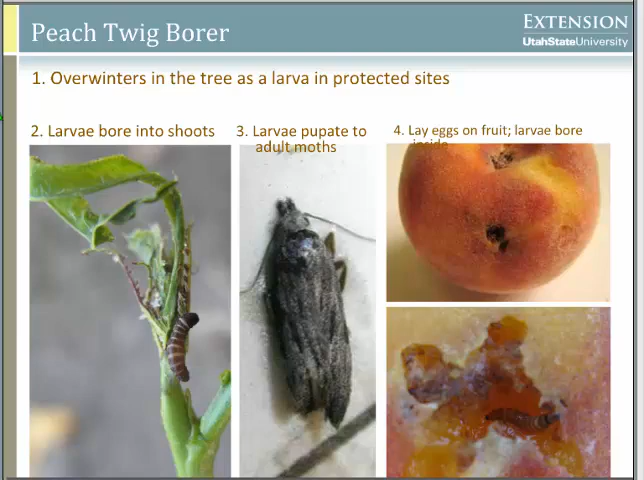 Peach Twig Borer
EXTENSION
UtahStateUniversity
1. Overwinters in the tree as a larva in protected sites
2. Larvae bore into shoots
3. Larvae pupate to
adult moths
4. Lay eggs on fruit; larvae bore
inside